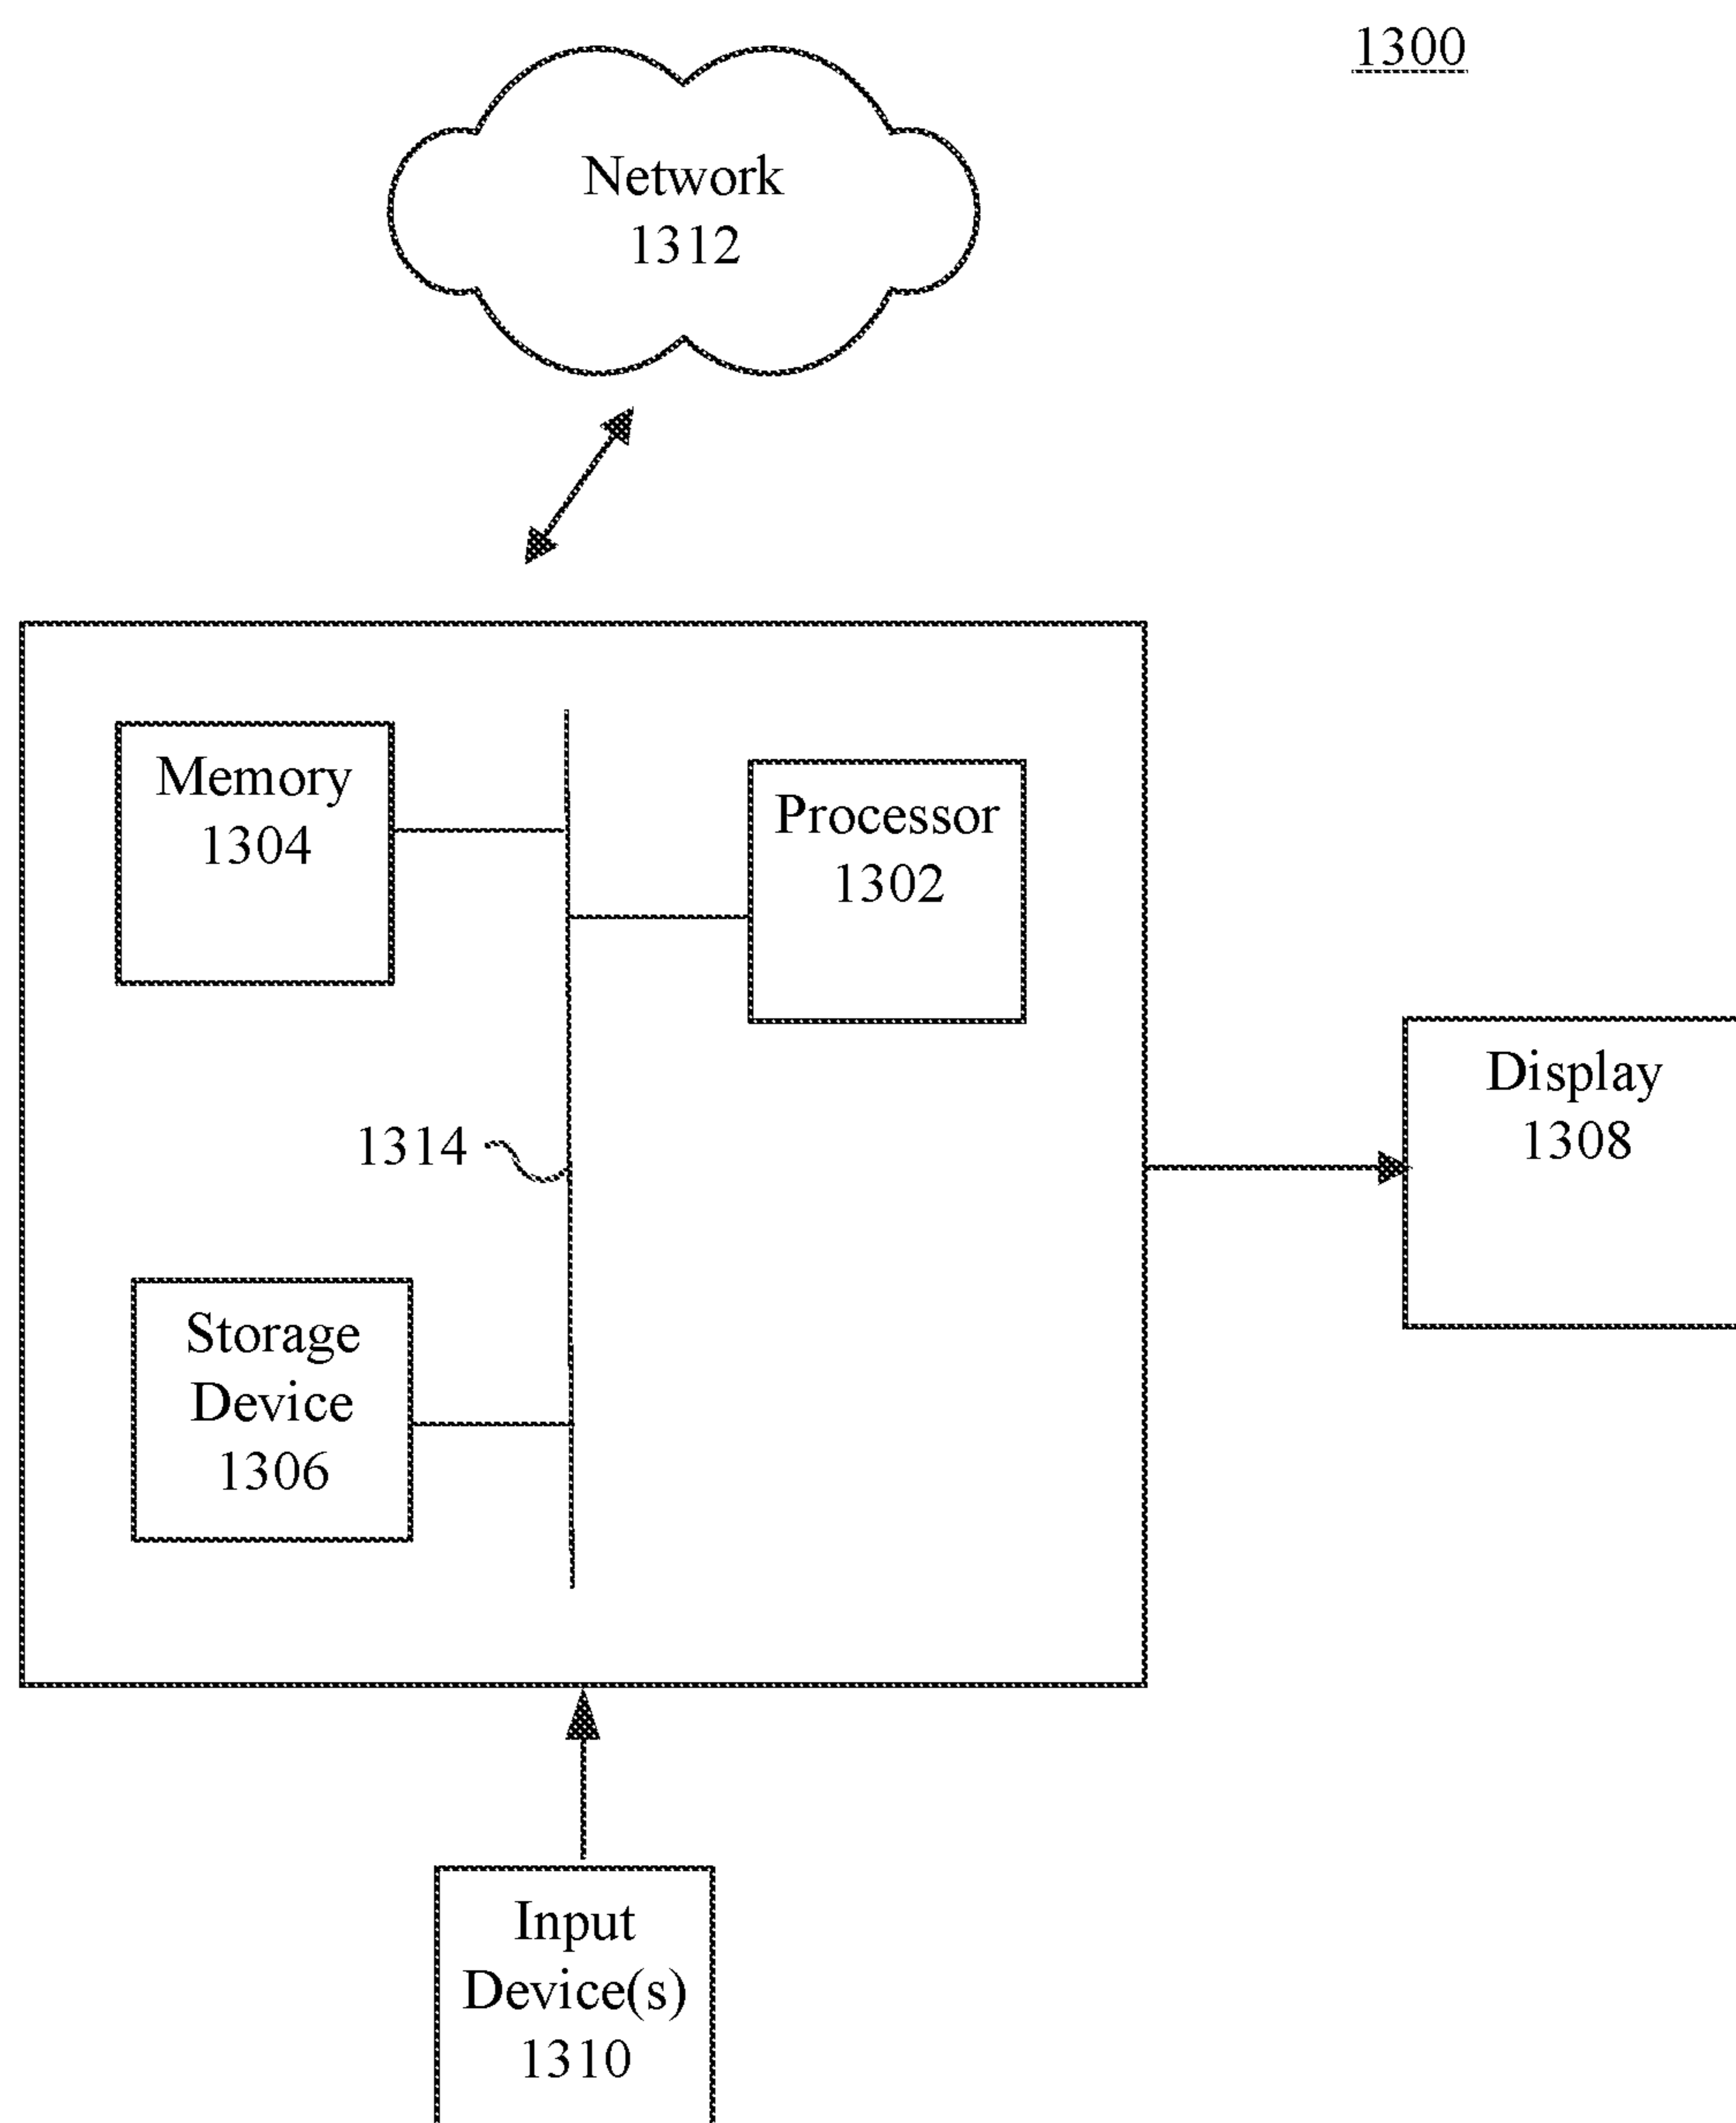 1300
Network
1312
Memory
1304
Processor
1302
1314
Display
1308
Storage
Device
1306
Input
Device(s)
1310